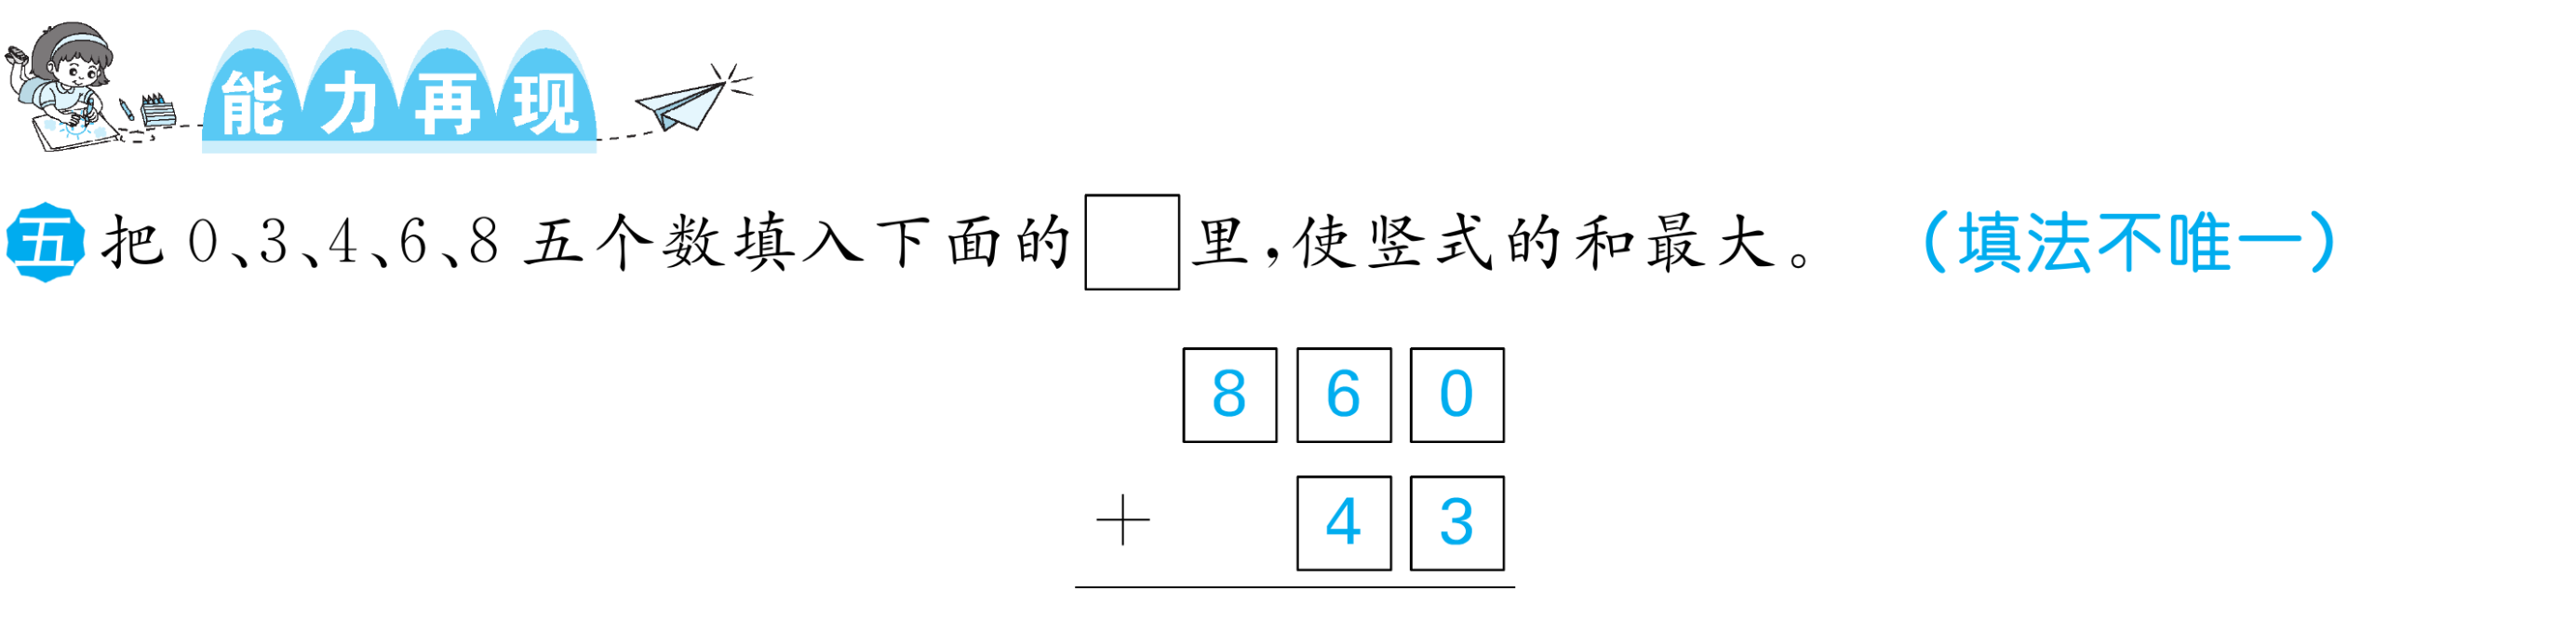 能力再现
五 把 0、3、4、6、8 五个数填入下面的□里,使竖式的和最大。 (填法不唯一)
8 6 0
+ 4 3